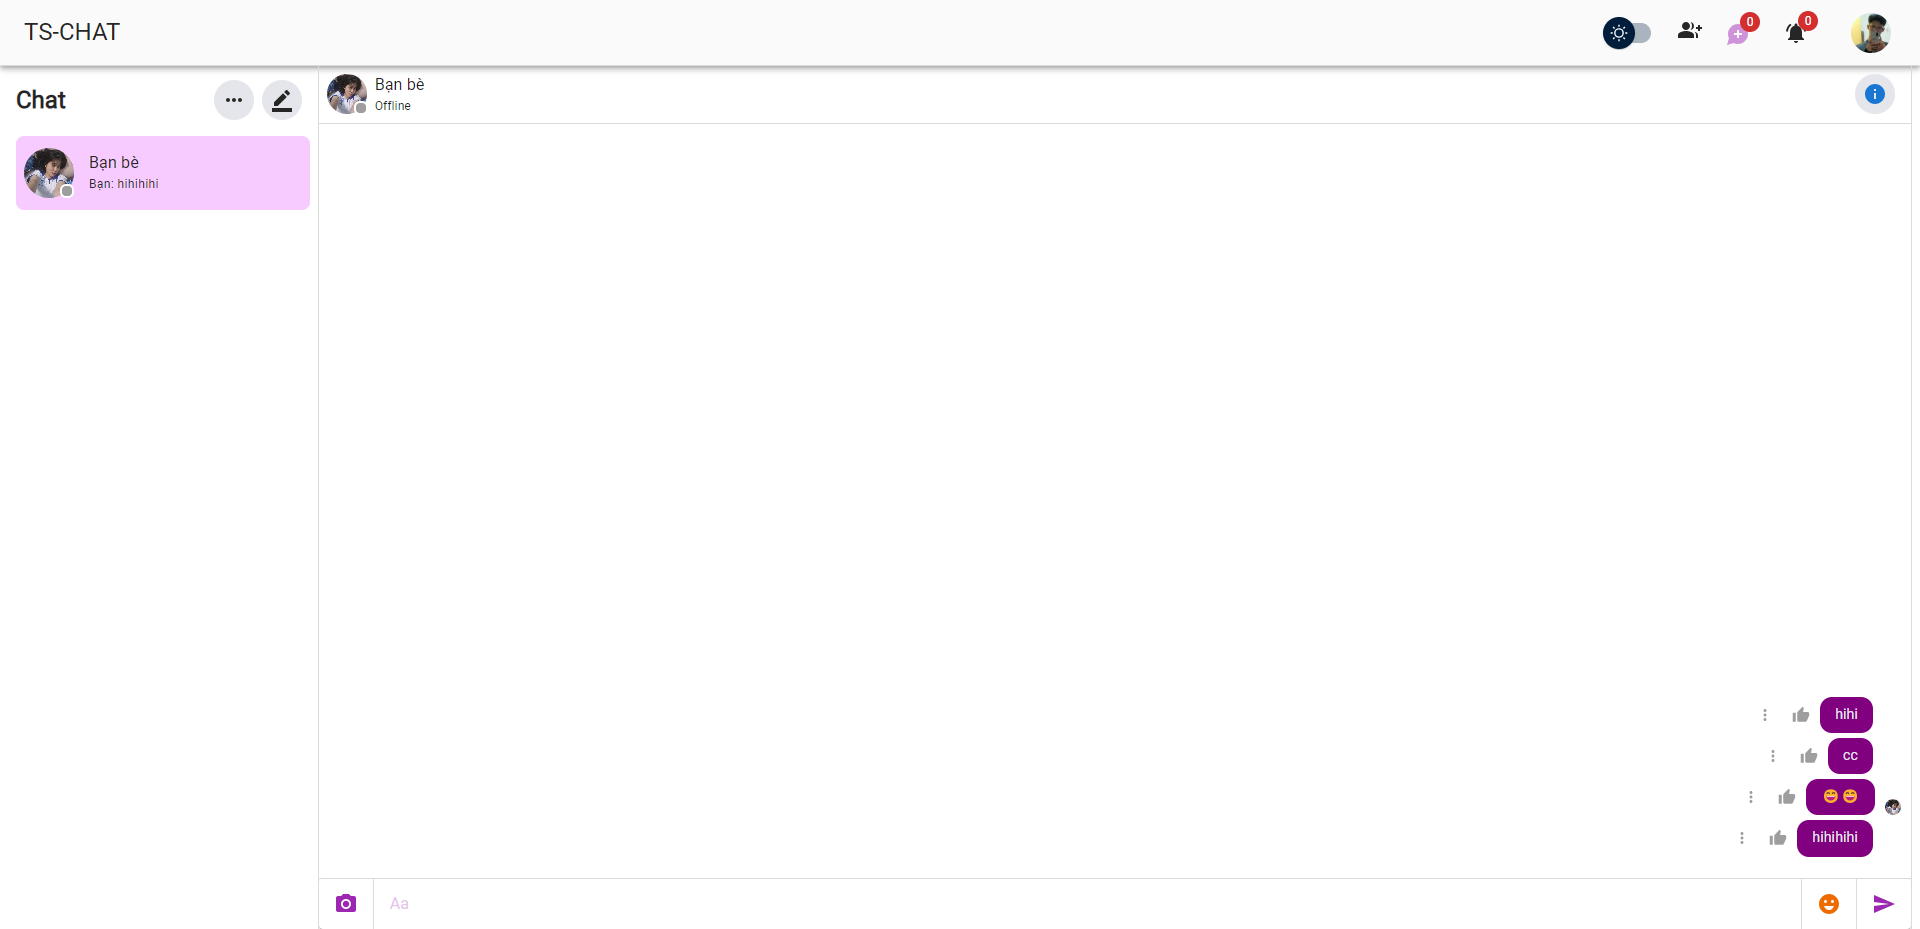 TS-CHAT
0
0
Chat
Bạn bè
Bạn: hihihihi
Bạn bè
Offline
hihi
cc
😄😄
hihihihi
Aa